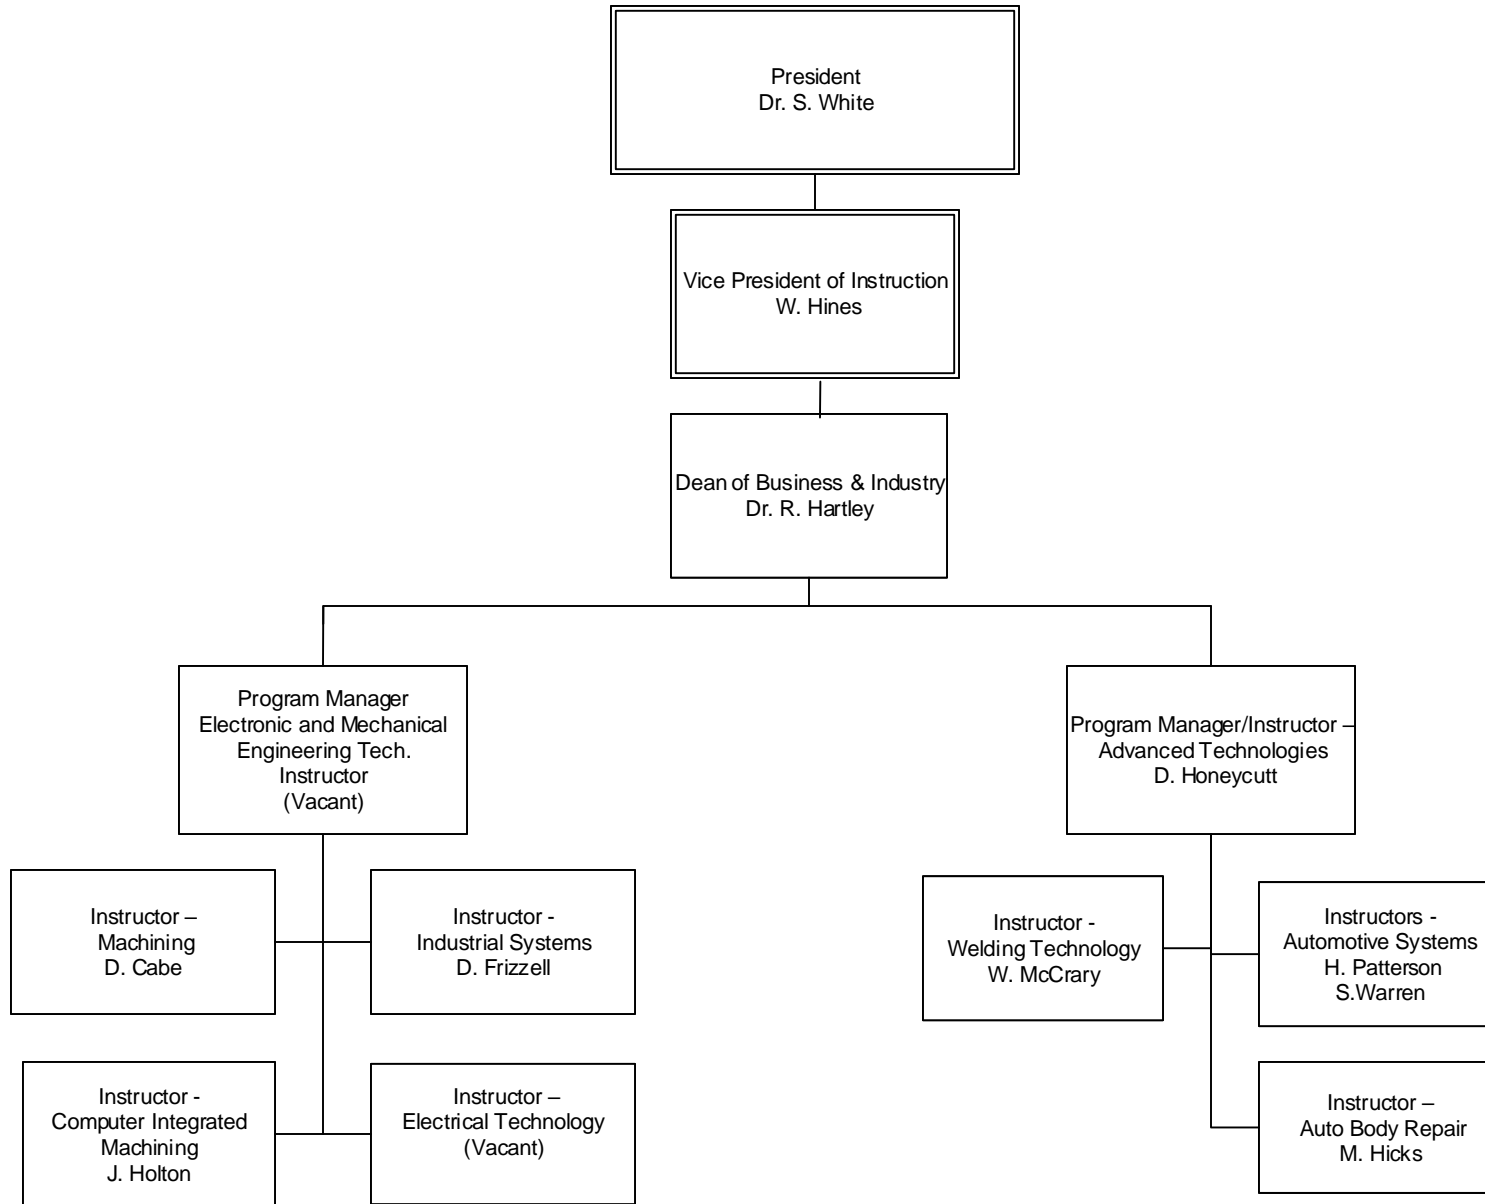 President
Dr. S. White
Vice President of Instruction
W. Hines
Dean of Business & Industry
Dr. R. Hartley
Program Manager
Electronic and Mechanical
Engineering Tech.
Instructor
(Vacant)
Program Manager/Instructor –
Advanced Technologies
D. Honeycutt
Instructor –
Machining
D. Cabe
Instructor -
Industrial Systems
D. Frizzell
Instructor -
Welding Technology
W. McCrary
Instructors -
Automotive Systems
H. Patterson
S.Warren
Instructor -
Computer Integrated
Machining
J. Holton
Instructor –
Electrical Technology
(Vacant)
Instructor –
Auto Body Repair
M. Hicks